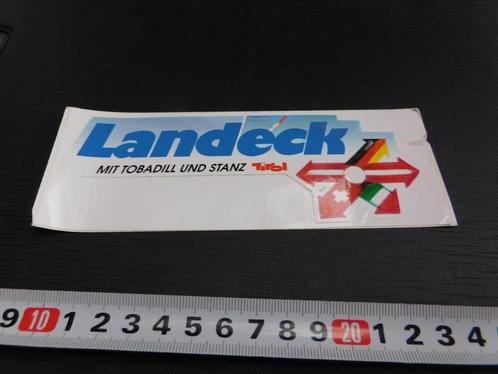 Landeck
MIT TOBADILL UND STANZ Tirol
9 10 1 2 3 4 5 6 7 8 9 20 1 2 3 4